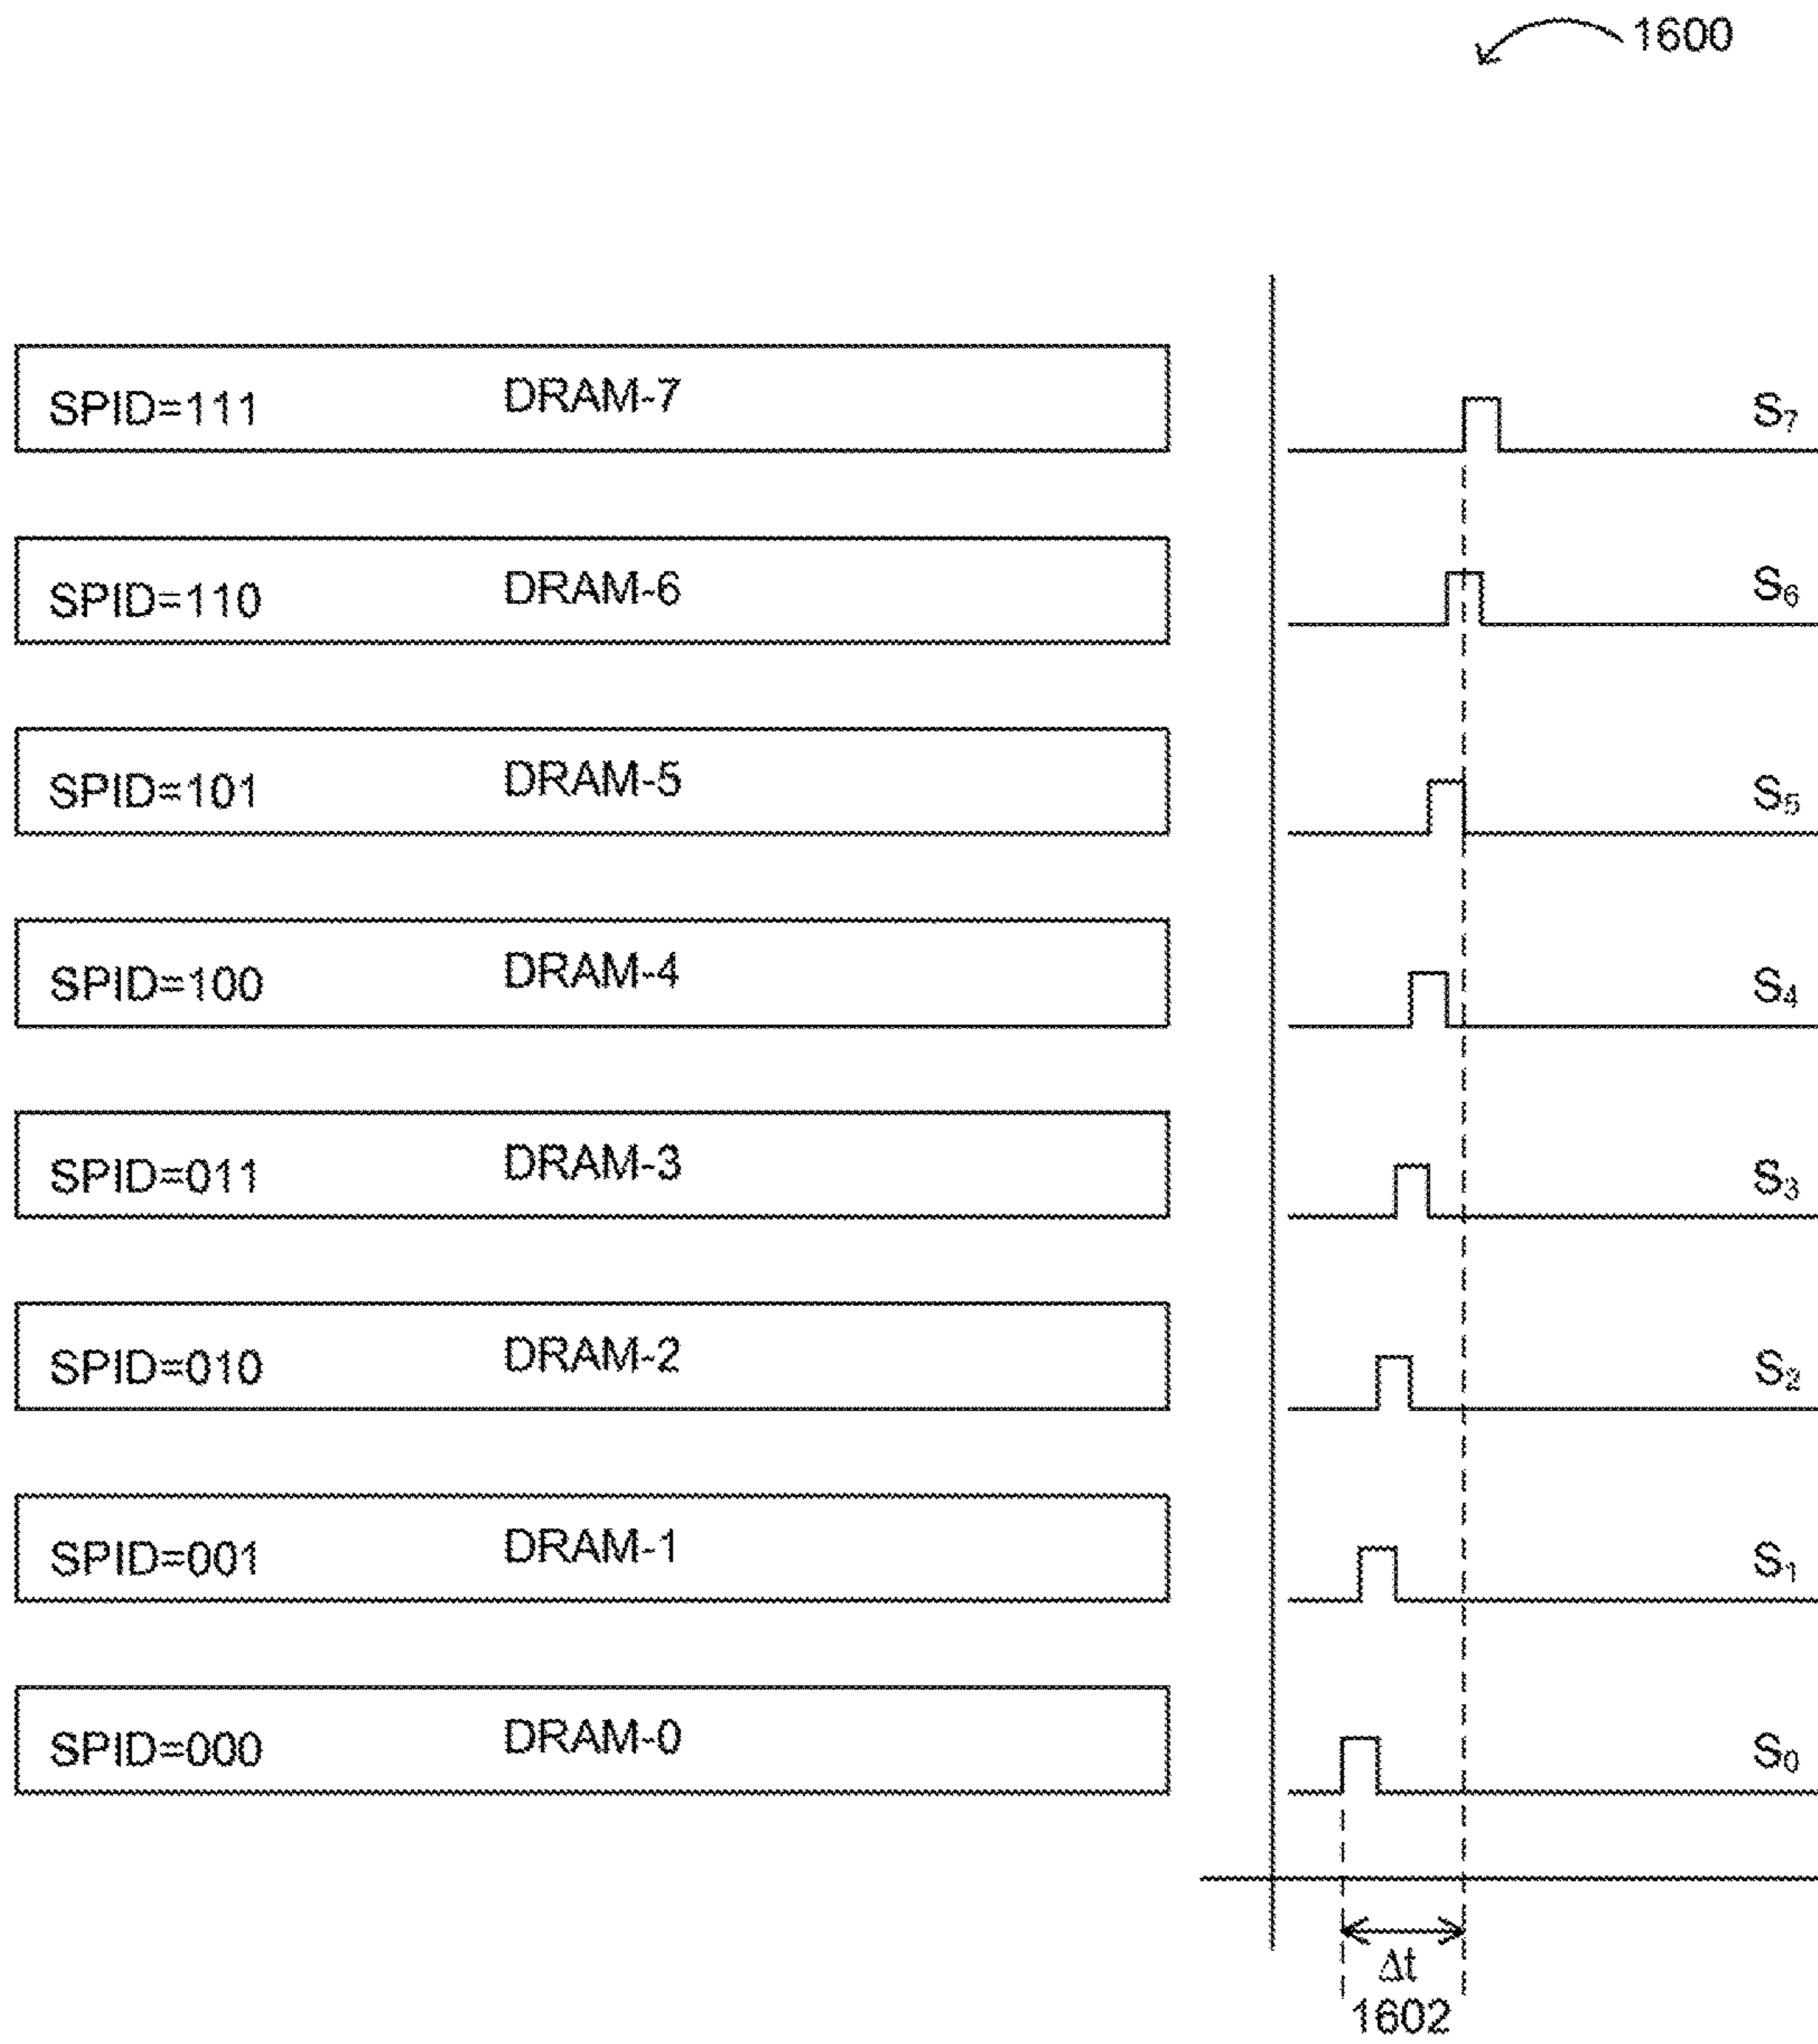 1600
SPID=111 DRAM-7 S₇
SPID=110 DRAM-6 S₆
SPID=101 DRAM-5 S₅
SPID=100 DRAM-4 S₄
SPID=011 DRAM-3 S₃
SPID=010 DRAM-2 S₂
SPID=001 DRAM-1 S₁
SPID=000 DRAM-0 S₀
Δt
1602